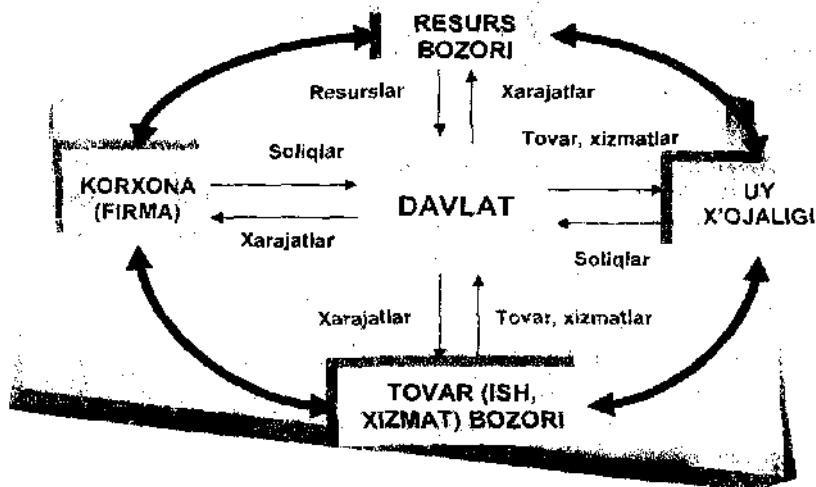 RESURS
BOZORI
Resurslar
Xarajatlar
Tovar, xizmatlar
Soliqlar
KORXONA
(FIRMA)
DAVLAT
UY
X'OJALIGI
Xarajatlar
Soliqlar
Xarajatlar
Tovar, xizmatlar
TOVAR (ISH,
XIZMAT) BOZORI